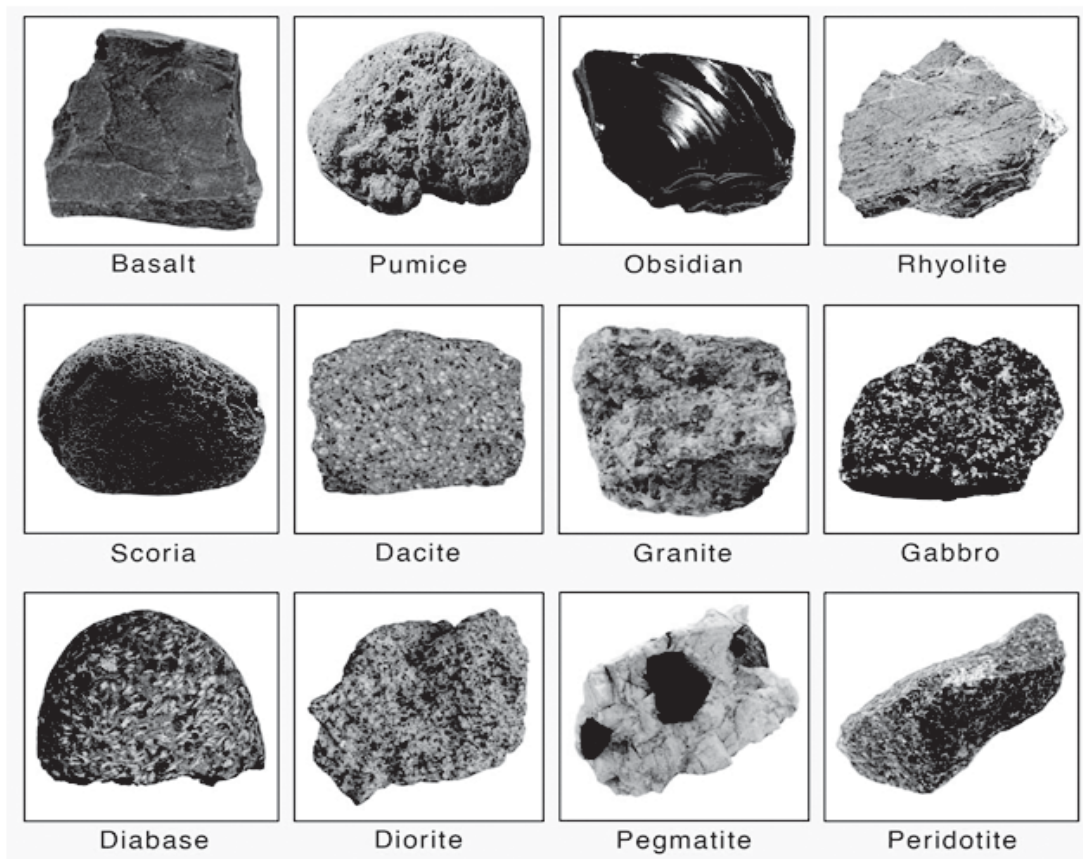 Basalt Pumice Obsidian Rhyolite
Scoria Dacite Granite Gabbro
Diabase Diorite Pegmatite Peridotite